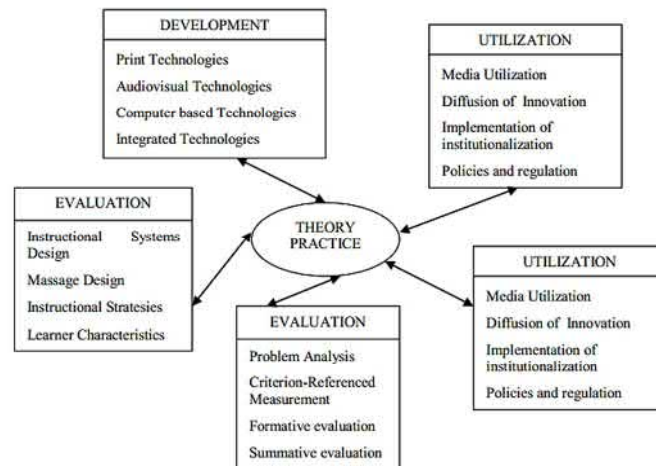 DEVELOPMENT
Print Technologies
Audiovisual Technologies
Computer based Technologies
Integrated Technologies
UTILIZATION
Media Utilization
Diffusion of Innovation
Implementation of
institutionalization
Policies and regulation
EVALUATION
Instructional Systems
Design
Massage Design
Instructional Stratesies
Learner Characteristics
THEORY
PRACTICE
UTILIZATION
Media Utilization
Diffusion of Innovation
Implementation of
institutionalization
Policies and regulation
EVALUATION
Problem Analysis
Criterion-Referenced
Measurement
Formative evaluation
Summative evaluation